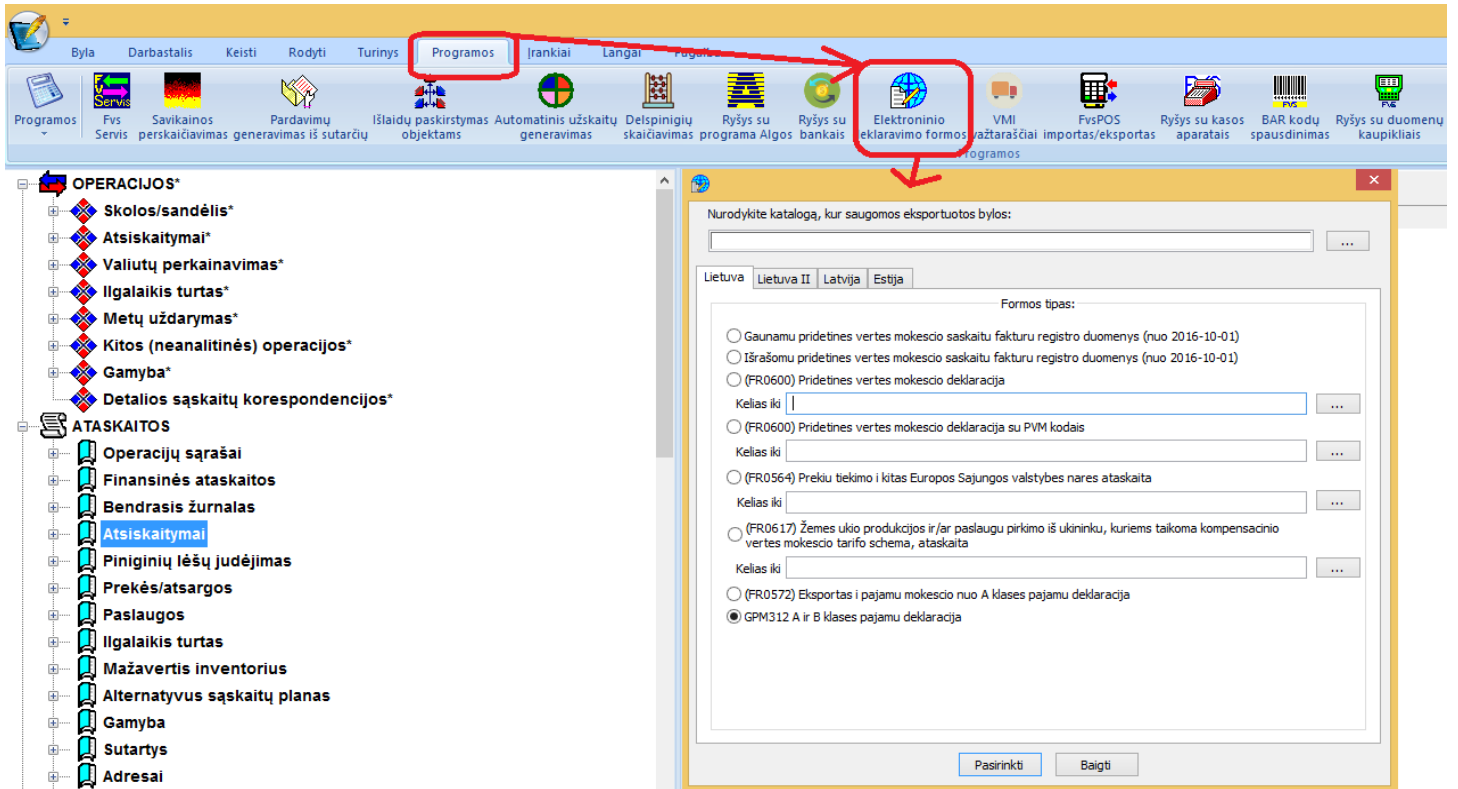 Byla Darbastalis Keisti Rodyti Turinys Programos Įrankiai Langai
Programos
Fvs Servis
Savikainos perskaičiavimas
Pardavimų generavimas iš sutarčių
Išlaidų paskirstymas objektams
Automatinis užskaitų generavimas
Delspinigių skaičiavimas
Ryšys su programa Algos
Ryšys su bankais
Elektroninio deklaravimo formos
VMI važtaraščiai
FvsPOS importas/eksportas
Ryšys su kasos aparatais
BAR kodų spausdinimas
Ryšys su duomenų kaupikliais
Programos
OPERACIJOS*
Skolos/sandėlis*
Atsiskaitymai*
Valiutų perkainavimas*
Ilgalaikis turtas*
Metų uždarymas*
Kitos (neanalitinės) operacijos*
Gamyba*
Detalios sąskaitų korespondencijos*
ATASKAITOS
Operacijų sąrašai
Finansinės ataskaitos
Bendrasis žurnalas
Atsiskaitymai
Piniginių lėšų judėjimas
Prekės/atsargos
Paslaugos
Ilgalaikis turtas
Mažavertis inventorius
Alternatyvus sąskaitų planas
Gamyba
Sutartys
Adresai
Nurodykite katalogą, kur saugomos eksportuotos bylos:
...
Lietuva Lietuva II Latvija Estija
Formos tipas:
Gaunamu pridetines vertes mokescio saskaitu fakturu registro duomenys (nuo 2016-10-01)
Išrašomu pridetines vertes mokescio saskaitu fakturu registro duomenys (nuo 2016-10-01)
(FR0600) Pridetines vertes mokescio deklaracija
Kelias iki ...
(FR0600) Pridetines vertes mokescio deklaracija su PVM kodais
Kelias iki ...
(FR0564) Prekiu tiekimo i kitas Europos Sajungos valstybes nares ataskaita
Kelias iki ...
(FR0617) Žemes ukio produkcijos ir/ar paslaugu pirkimo iš ukininku, kuriems taikoma kompensacinio
vertes mokescio tarifo schema, ataskaita
Kelias iki ...
(FR0572) Eksportas i pajamu mokescio nuo A klases pajamu deklaracija
GPM312 A ir B klases pajamu deklaracija
Pasirinkti Baigti